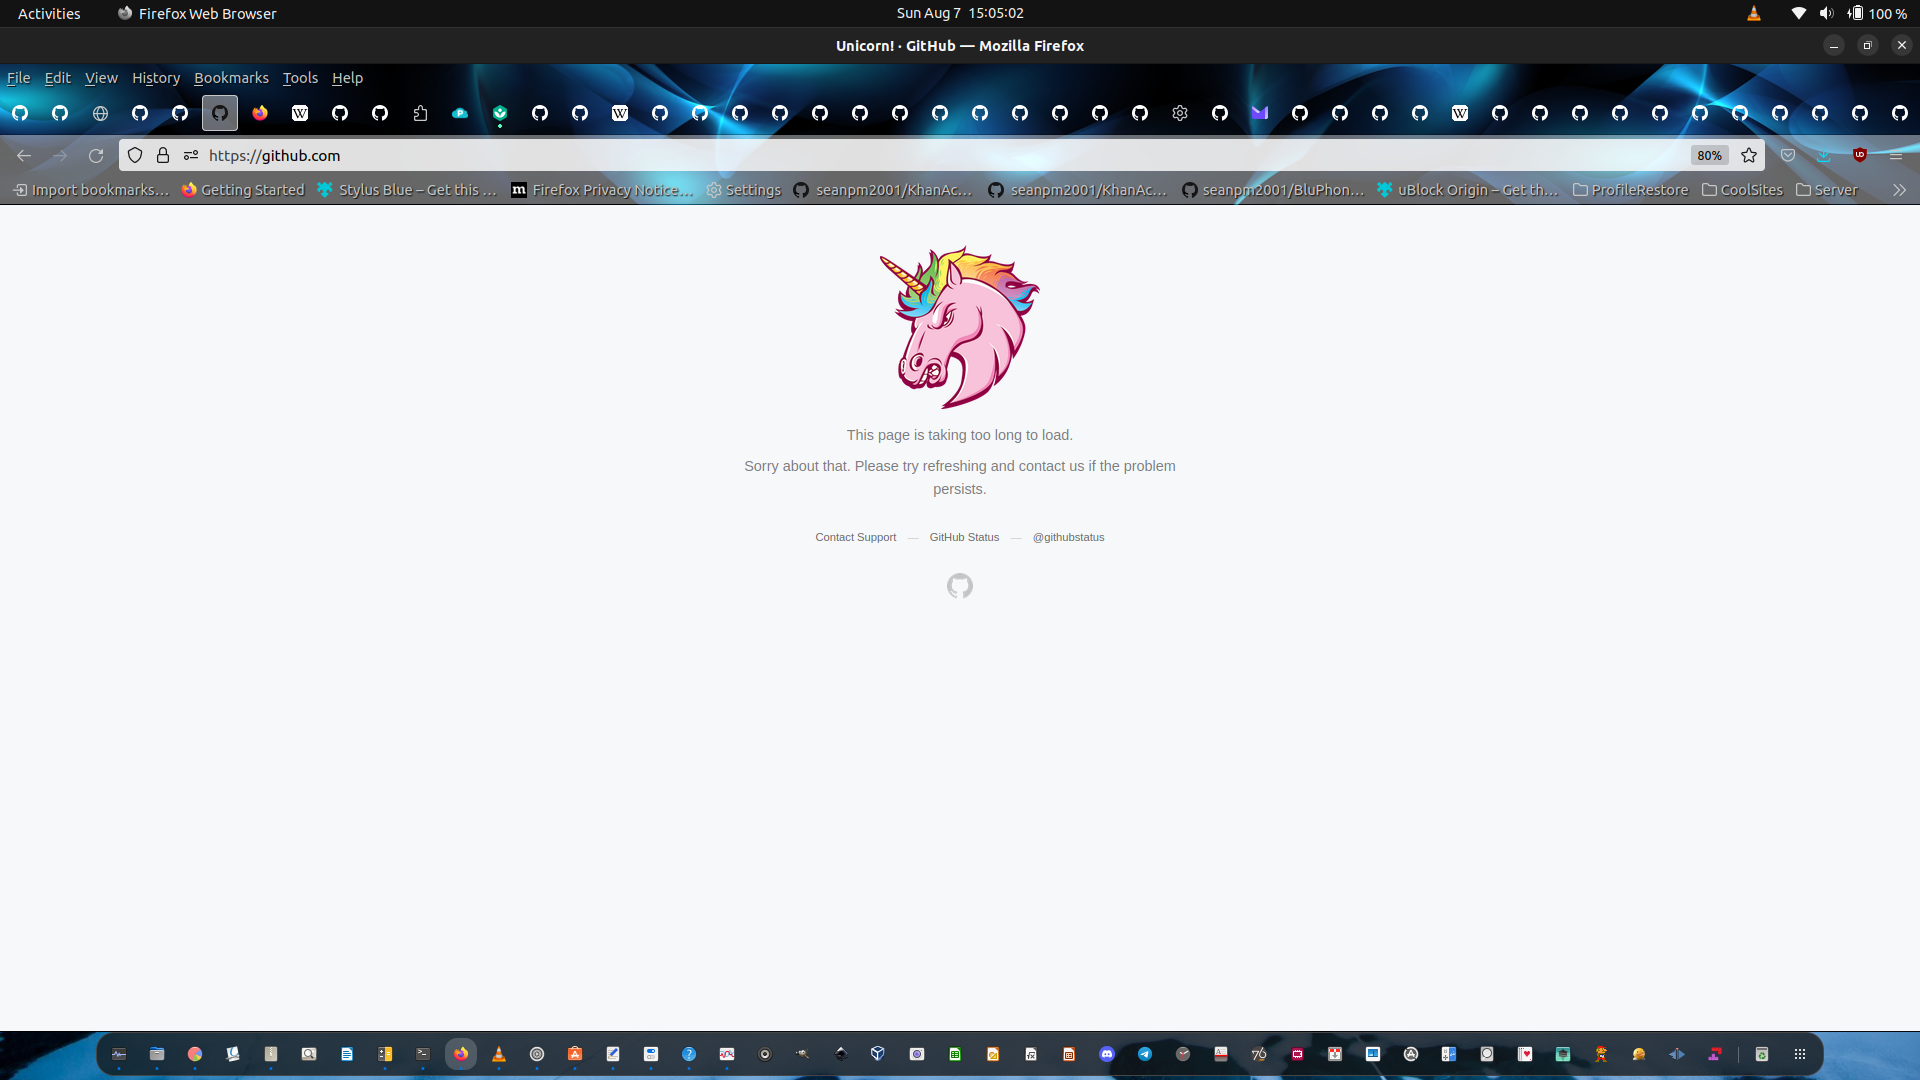 Activities Firefox Web Browser Sun Aug 7 15:05:02 100 %
Unicorn! · GitHub — Mozilla Firefox
File Edit View History Bookmarks Tools Help
https://github.com 80%
Import bookmarks... Getting Started Stylus Blue – Get this ... Firefox Privacy Notice... Settings seanpm2001/KhanAc... seanpm2001/KhanAc... seanpm2001/BluPhon... uBlock Origin – Get th... ProfileRestore CoolSites Server
This page is taking too long to load.
Sorry about that. Please try refreshing and contact us if the problem
persists.
Contact Support — GitHub Status — @githubstatus